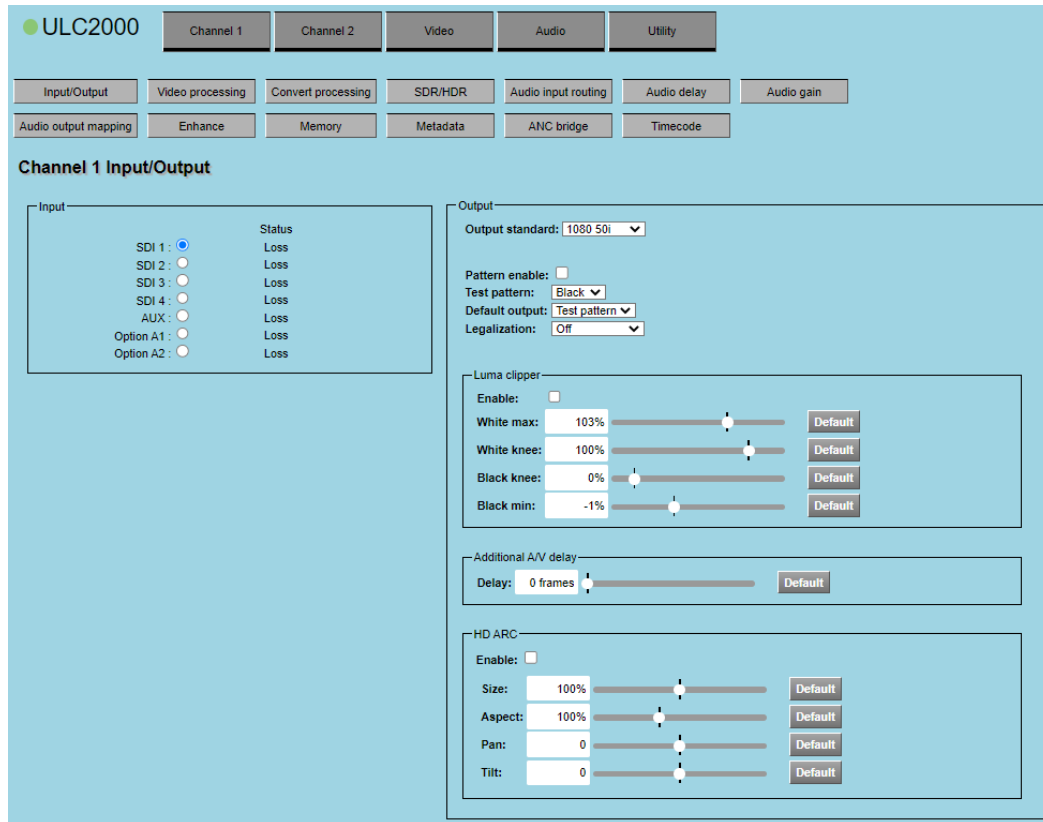 ULC2000
Channel 1 Channel 2 Video Audio Utility
Input/Output Video processing Convert processing SDR/HDR Audio input routing Audio delay Audio gain
Audio output mapping Enhance Memory Metadata ANC bridge Timecode
Channel 1 Input/Output
Input
Status
SDI 1 : Loss
SDI 2 : Loss
SDI 3 : Loss
SDI 4 : Loss
AUX : Loss
Option A1 : Loss
Option A2 : Loss
Output
Output standard: 1080 50i
Pattern enable:
Test pattern: Black
Default output: Test pattern
Legalization: Off
Luma clipper
Enable:
White max: 103% Default
White knee: 100% Default
Black knee: 0% Default
Black min: -1% Default
Additional A/V delay
Delay: 0 frames Default
HD ARC
Enable:
Size: 100% Default
Aspect: 100% Default
Pan: 0 Default
Tilt: 0 Default